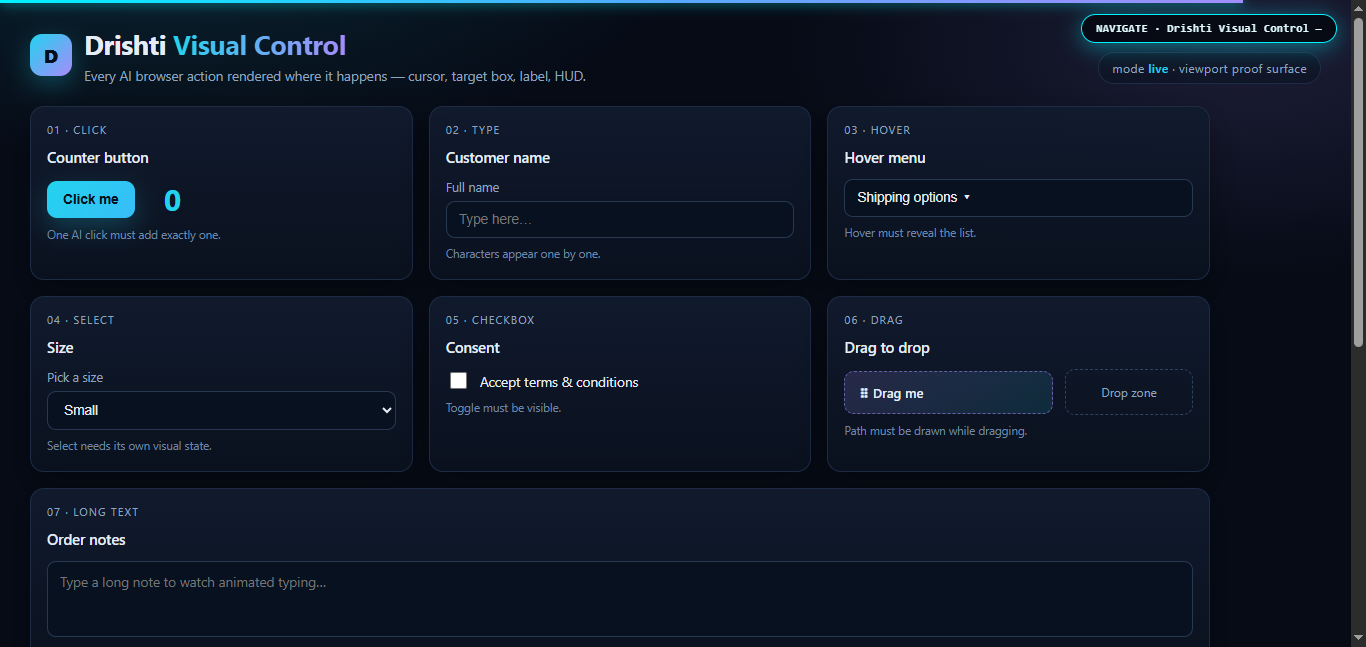 NAVIGATE · Drishti Visual Control —
D
Drishti Visual Control
Every AI browser action rendered where it happens — cursor, target box, label, HUD.
mode live · viewport proof surface
01 · CLICK
Counter button
Click me
0
One AI click must add exactly one.
02 · TYPE
Customer name
Full name
Type here…
Characters appear one by one.
03 · HOVER
Hover menu
Shipping options ▾
Hover must reveal the list.
04 · SELECT
Size
Pick a size
Small
Select needs its own visual state.
05 · CHECKBOX
Consent
Accept terms & conditions
Toggle must be visible.
06 · DRAG
Drag to drop
⠿ Drag me
Drop zone
Path must be drawn while dragging.
07 · LONG TEXT
Order notes
Type a long note to watch animated typing…